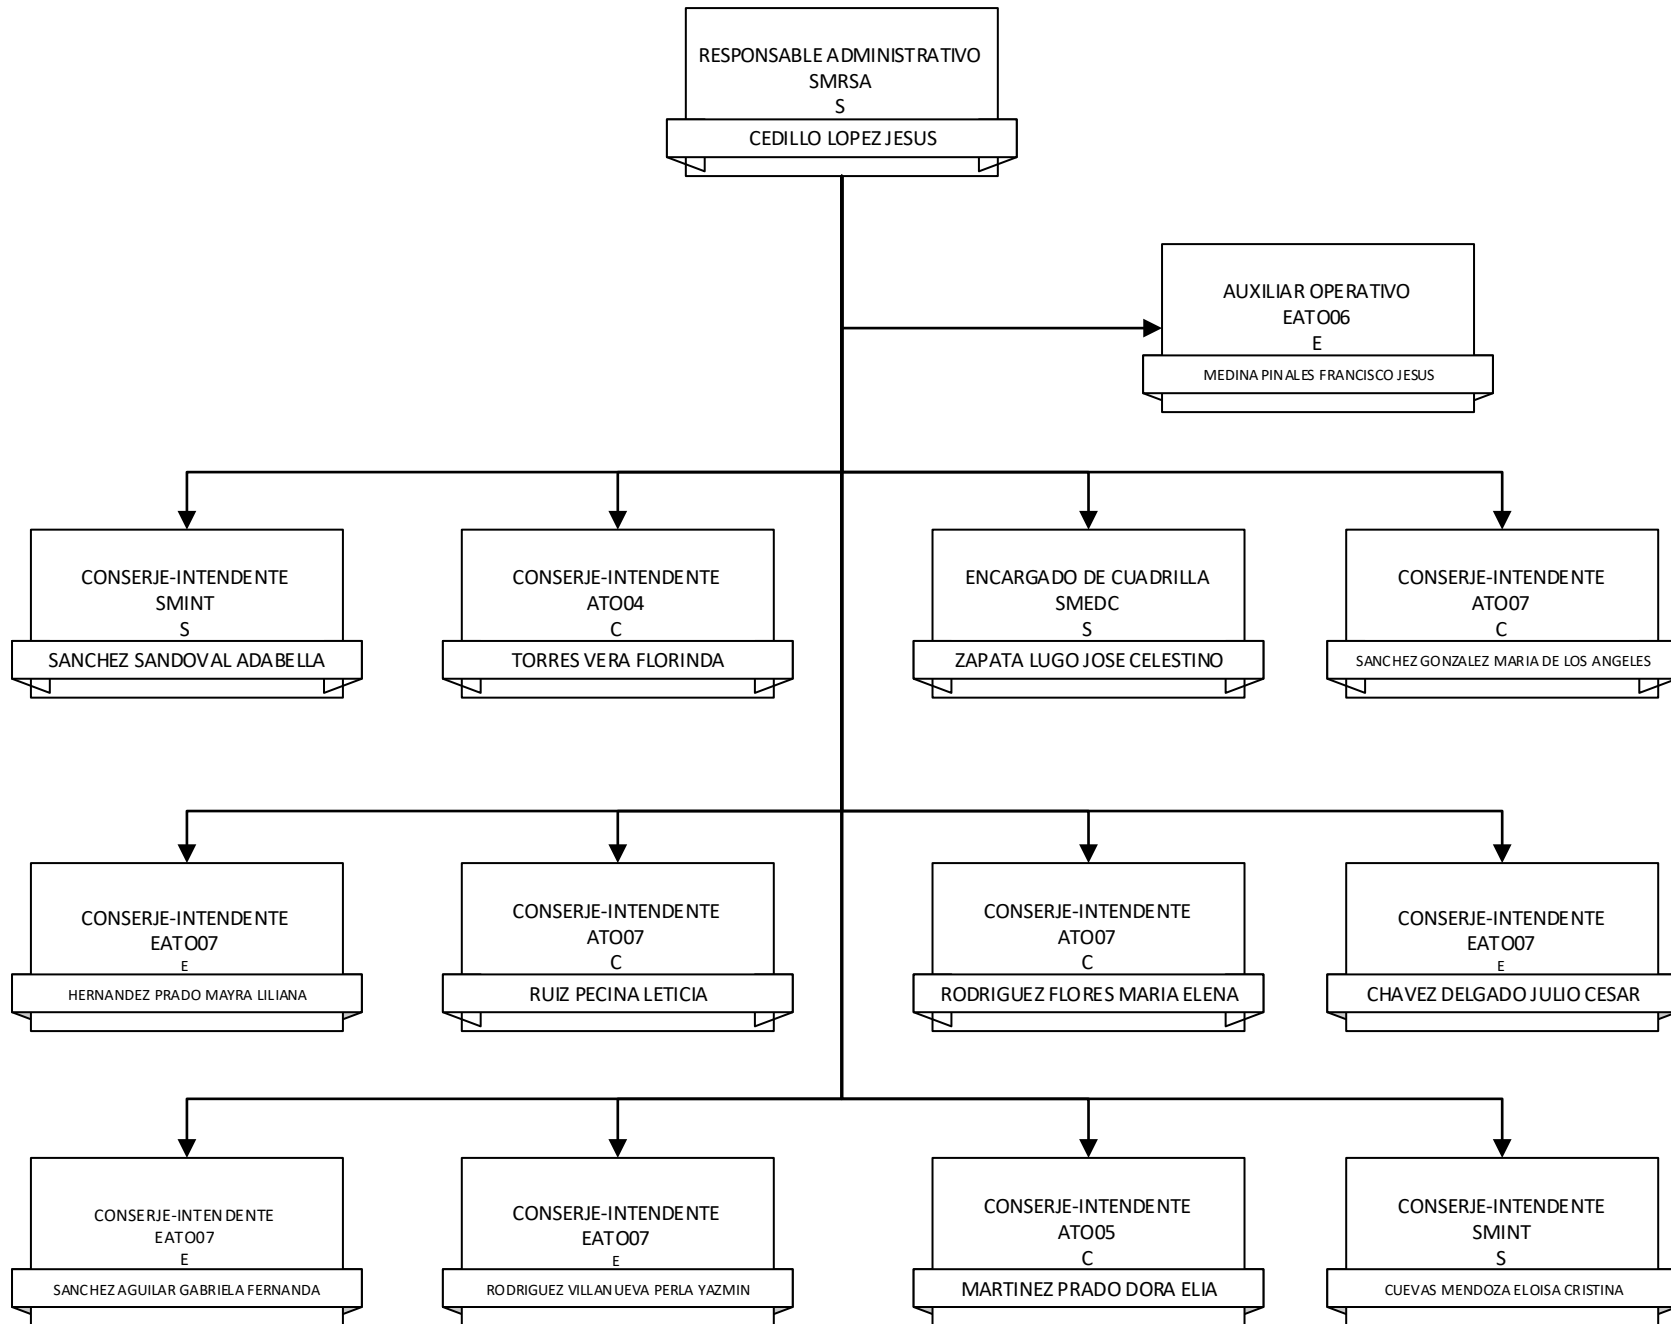 RESPONSABLE ADMINISTRATIVO
SMRSA
S
CEDILLO LOPEZ JESUS
AUXILIAR OPERATIVO
EATO06
E
MEDINA PINALES FRANCISCO JESUS
CONSERJE-INTENDENTE
SMINT
S
SANCHEZ SANDOVAL ADABELLA
CONSERJE-INTENDENTE
ATO04
C
TORRES VERA FLORINDA
ENCARGADO DE CUADRILLA
SMEDC
S
ZAPATA LUGO JOSE CELESTINO
CONSERJE-INTENDENTE
ATO07
C
SANCHEZ GONZALEZ MARIA DE LOS ANGELES
CONSERJE-INTENDENTE
EATO07
E
HERNANDEZ PRADO MAYRA LILIANA
CONSERJE-INTENDENTE
ATO07
C
RUIZ PECINA LETICIA
CONSERJE-INTENDENTE
ATO07
C
RODRIGUEZ FLORES MARIA ELENA
CONSERJE-INTENDENTE
EATO07
E
CHAVEZ DELGADO JULIO CESAR
CONSERJE-INTENDENTE
EATO07
E
SANCHEZ AGUILAR GABRIELA FERNANDA
CONSERJE-INTENDENTE
EATO07
E
RODRIGUEZ VILLANUEVA PERLA YAZMIN
CONSERJE-INTENDENTE
ATO05
C
MARTINEZ PRADO DORA ELIA
CONSERJE-INTENDENTE
SMINT
S
CUEVAS MENDOZA ELOISA CRISTINA